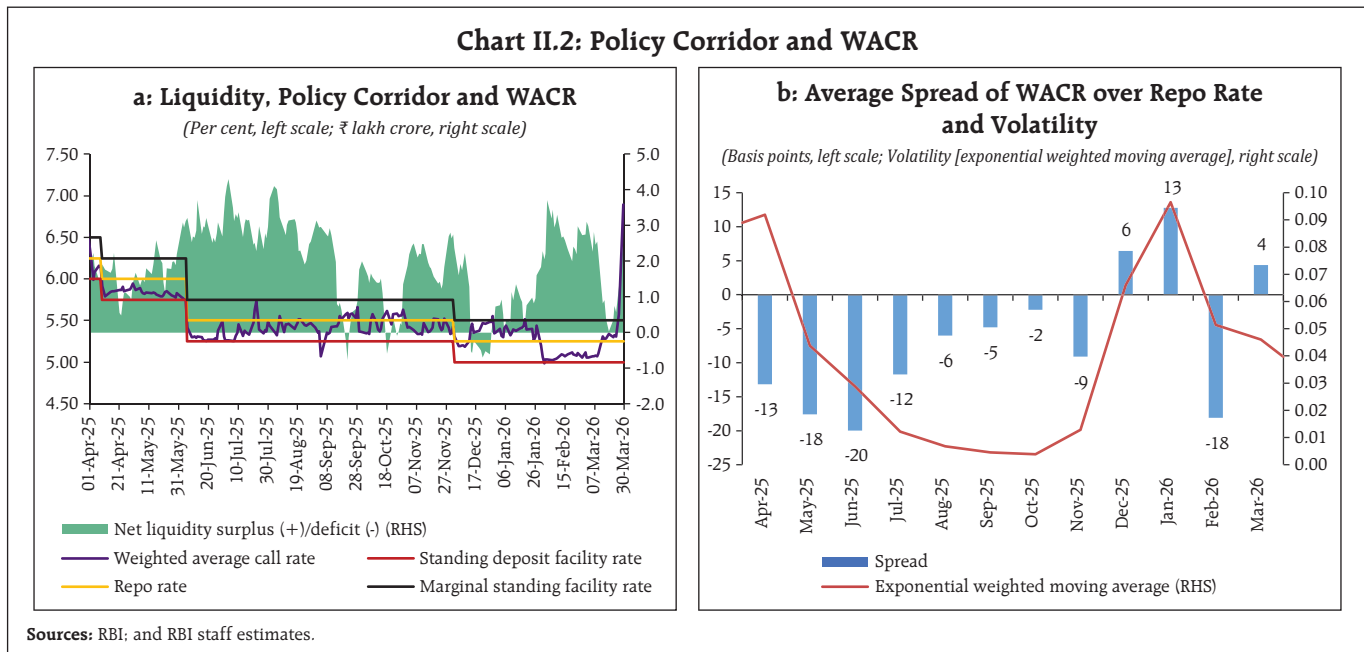 Chart II.2: Policy Corridor and WACR
a: Liquidity, Policy Corridor and WACR
(Per cent, left scale; ₹ lakh crore, right scale)
7.50
7.00
6.50
6.00
5.50
5.00
4.50
5.0
4.0
3.0
2.0
1.0
0.0
-1.0
-2.0
01-Apr-25
21-Apr-25
11-May-25
31-May-25
20-Jun-25
10-Jul-25
30-Jul-25
19-Aug-25
08-Sep-25
28-Sep-25
18-Oct-25
07-Nov-25
27-Nov-25
17-Dec-25
06-Jan-26
26-Jan-26
15-Feb-26
07-Mar-26
30-Mar-26
Net liquidity surplus (+)/deficit (-) (RHS)
Weighted average call rate
Standing deposit facility rate
Repo rate
Marginal standing facility rate
b: Average Spread of WACR over Repo Rate
and Volatility
(Basis points, left scale; Volatility [exponential weighted moving average], right scale)
15
10
5
0
-5
-10
-15
-20
-25
-13
-18
-20
-12
-6
-5
-2
-9
6
13
-18
4
0.10
0.09
0.08
0.07
0.06
0.05
0.04
0.03
0.02
0.01
0.00
Apr-25
May-25
Jun-25
Jul-25
Aug-25
Sep-25
Oct-25
Nov-25
Dec-25
Jan-26
Feb-26
Mar-26
Spread
Exponential weighted moving average (RHS)
Sources: RBI; and RBI staff estimates.